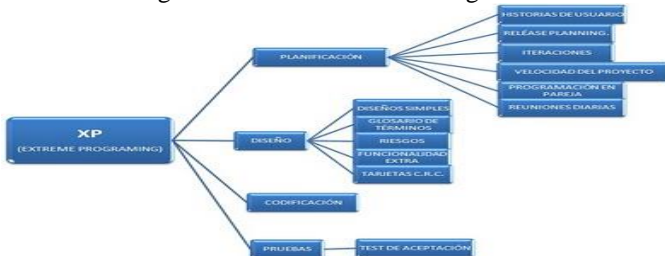 XP
(EXTREME PROGRAMING)
PLANIFICACIÓN
HISTORIAS DE USUARIO
RELÉASE PLANNING.
ITERACIONES
VELOCIDAD DEL PROYECTO
PROGRAMACIÓN EN
PAREJA
REUNIONES DIARIAS
DISEÑO
DISEÑOS SIMPLES
GLOSARIO DE
TÉRMINOS
RIESGOS
FUNCIONALIDAD
EXTRA
TARJETAS C.R.C.
CODIFICACIÓN
PRUEBAS
TEST DE ACEPTACIÓN